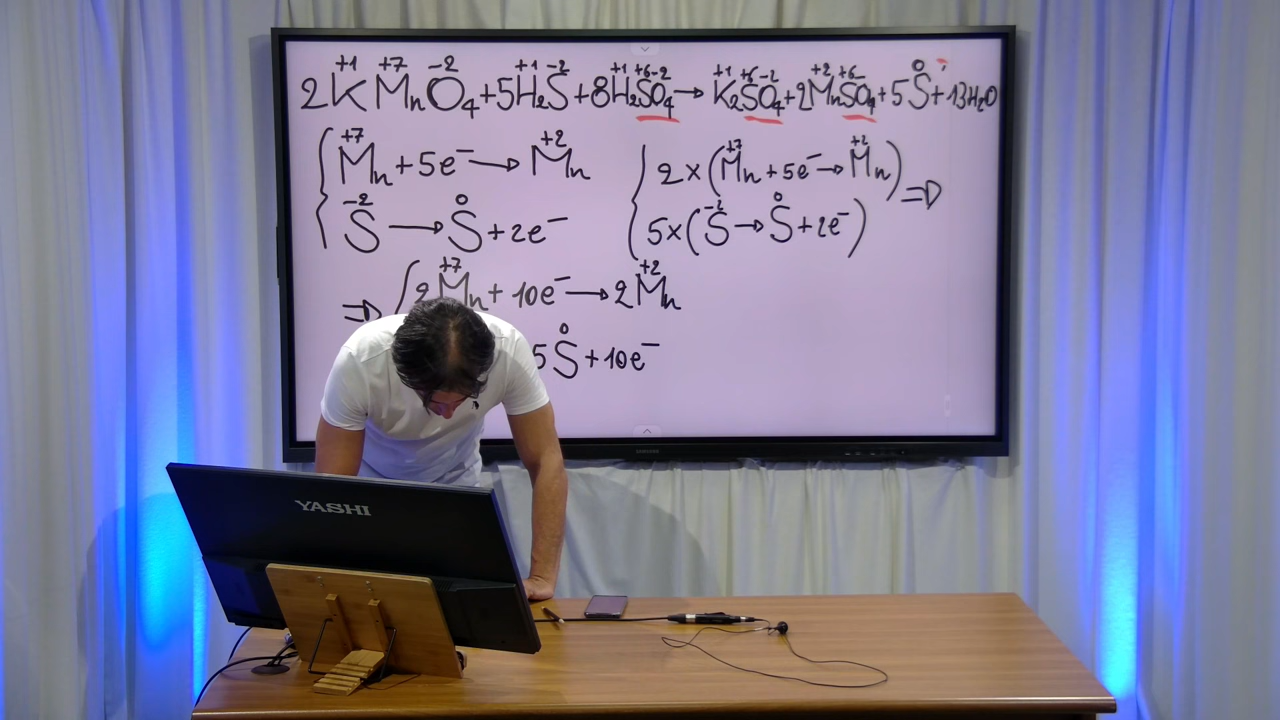 +1 +7 -2 +1 -2 +1 +6 -2 +1 +6 -2 +2 +6 0
2KMnO4+5H2S+8H2SO4→K2SO4+2MnSO4+5S+13H2O
+7 +2
Mn+5e⁻→Mn
-2 0
S→S+2e⁻
+7 +2
2×(Mn+5e⁻→Mn)
-2 0
5×(S→S+2e⁻)
⇒
+7 +2
⇒ 2Mn+10e⁻→2Mn
0
5S+10e⁻
SAMSUNG
YASHI